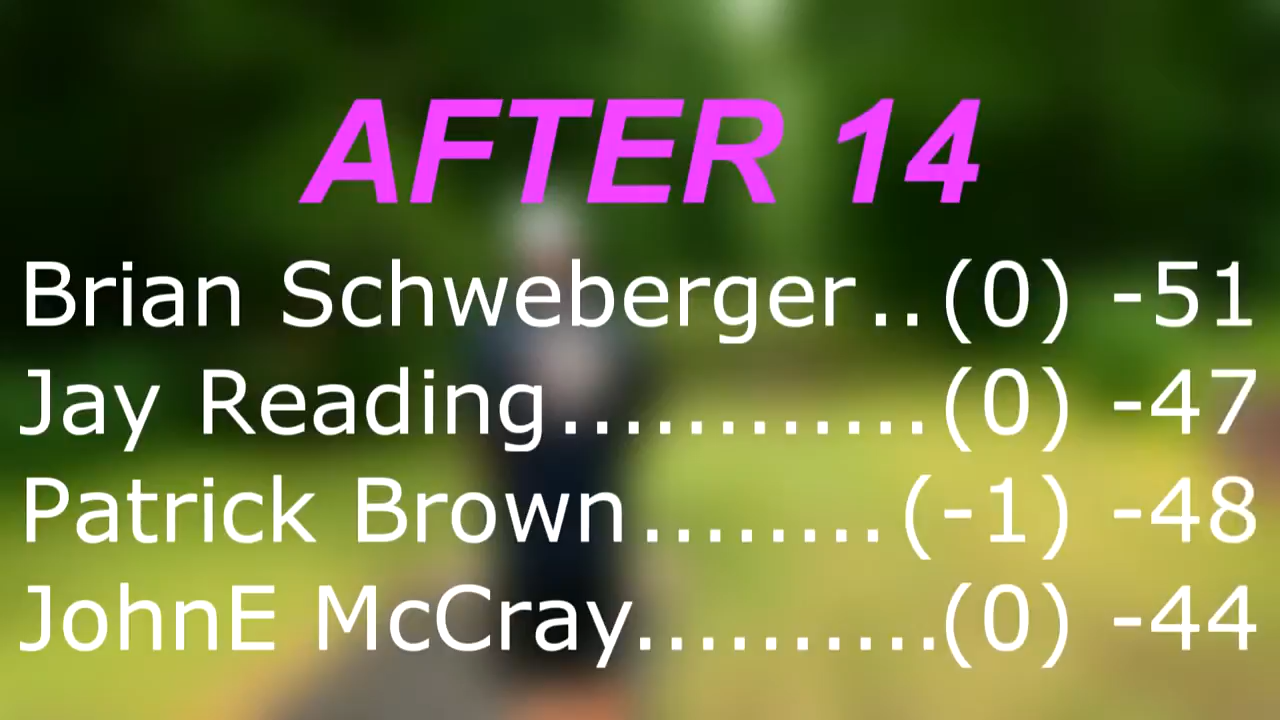 AFTER 14
Brian Schweberger..(0) -51
Jay Reading............(0) -47
Patrick Brown........(-1) -48
JohnE McCray..........(0) -44